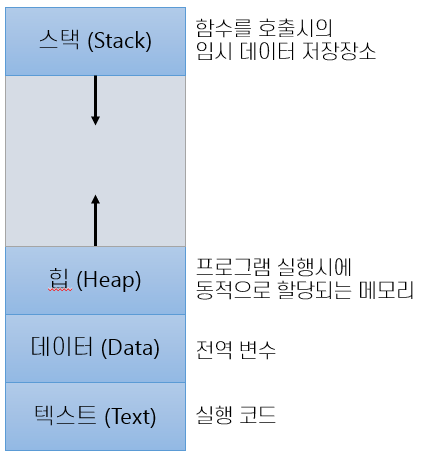 스택 (Stack)
함수를 호출시의
임시 데이터 저장장소
힙 (Heap)
프로그램 실행시에
동적으로 할당되는 메모리
데이터 (Data)
전역 변수
텍스트 (Text)
실행 코드